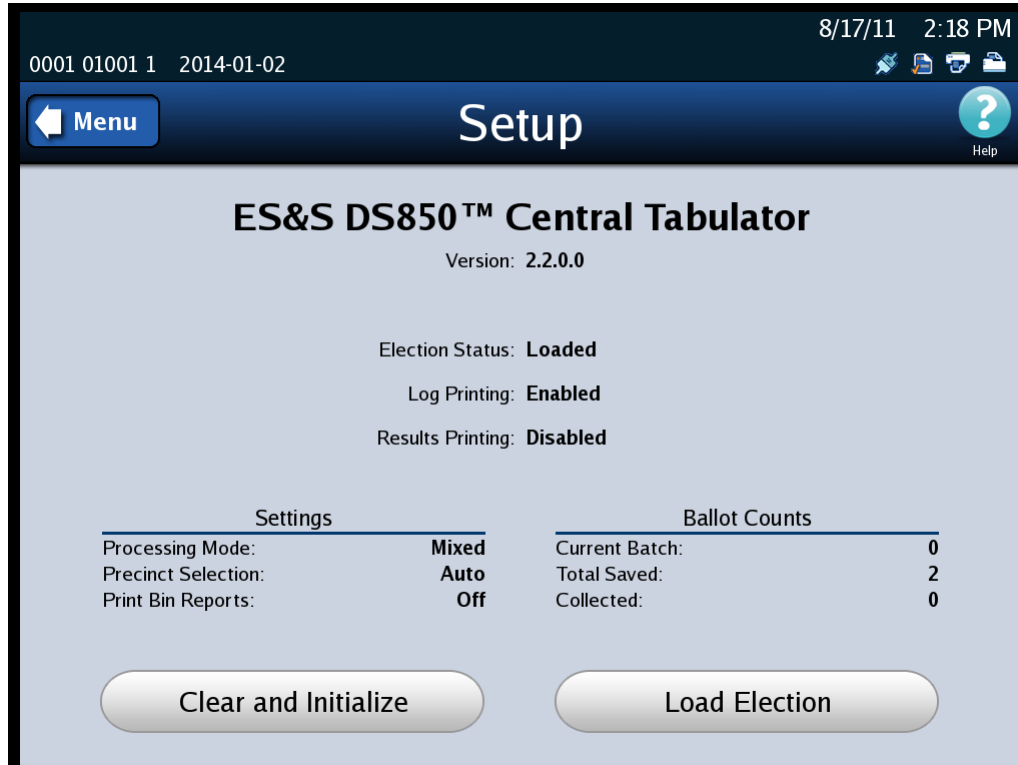 8/17/11 2:18 PM
0001 01001 1 2014-01-02
Menu
Setup
?
Help
ES&S DS850™ Central Tabulator
Version: 2.2.0.0
Election Status: Loaded
Log Printing: Enabled
Results Printing: Disabled
Settings
Processing Mode: Mixed
Precinct Selection: Auto
Print Bin Reports: Off
Ballot Counts
Current Batch: 0
Total Saved: 2
Collected: 0
Clear and Initialize
Load Election